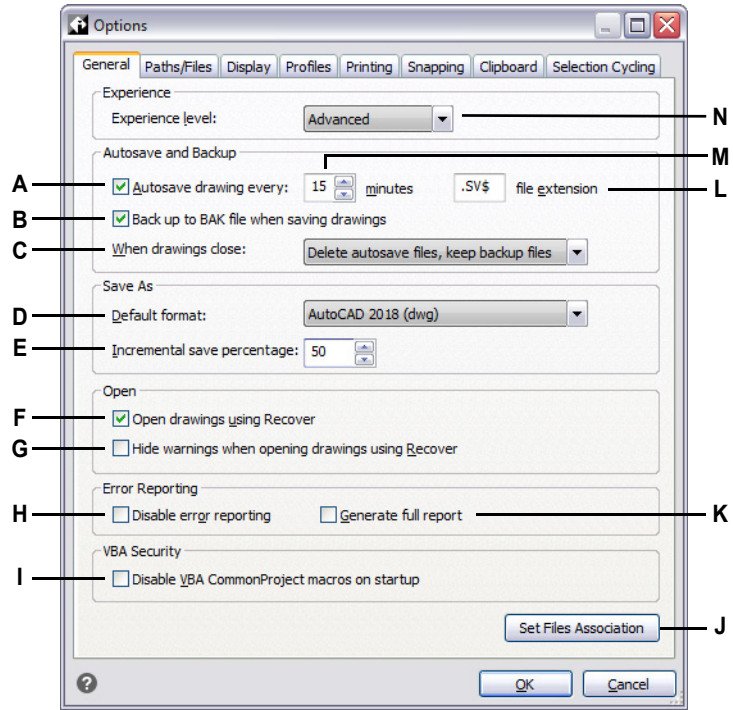 Options
General Paths/Files Display Profiles Printing Snapping Clipboard Selection Cycling
Experience
Experience level: Advanced N
Autosave and Backup M
A Autosave drawing every: 15 minutes .SV$ file extension L
B Back up to BAK file when saving drawings
C When drawings close: Delete autosave files, keep backup files
Save As
D Default format: AutoCAD 2018 (dwg)
E Incremental save percentage: 50
Open
F Open drawings using Recover
G Hide warnings when opening drawings using Recover
Error Reporting
H Disable error reporting Generate full report K
VBA Security
I Disable VBA CommonProject macros on startup
Set Files Association J
? OK Cancel